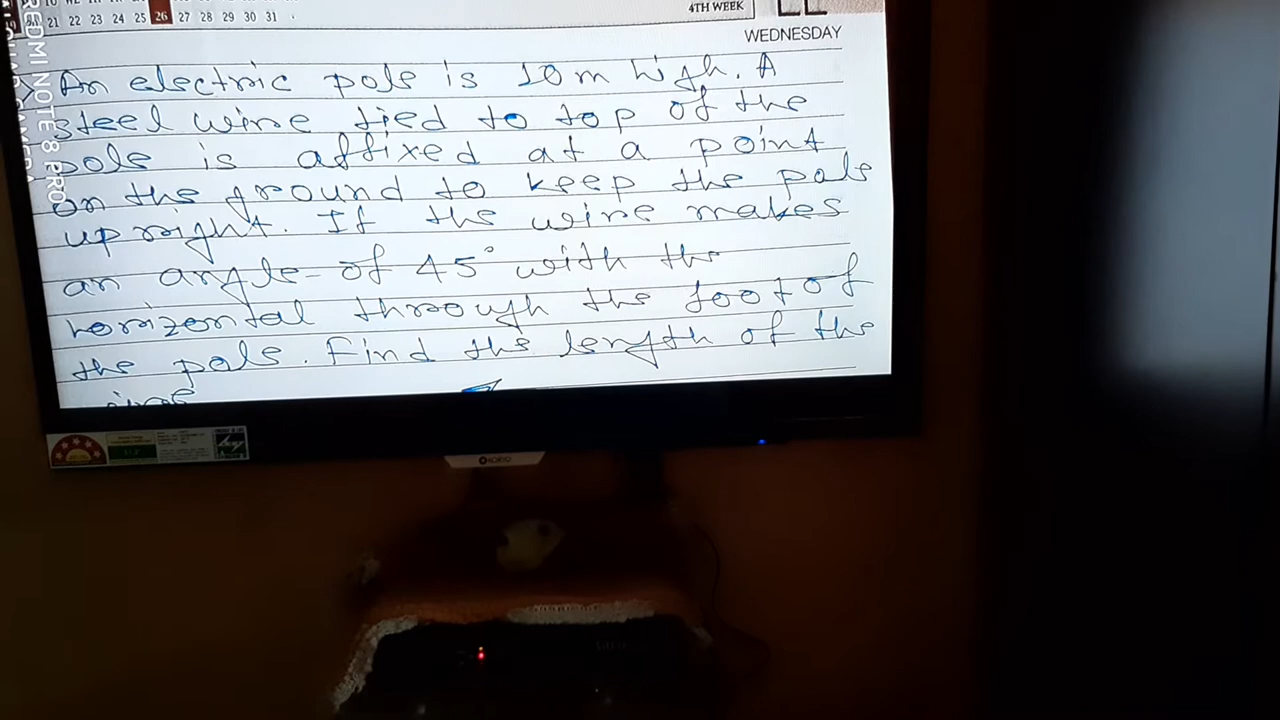 21 22 23 24 25 26 27 28 29 30 31
4TH WEEK
WEDNESDAY
An electric pole is 10m high. A
steel wire tied to top of the
pole is affixed at a point
on the ground to keep the pole
upright. If the wire makes
an angle of 45° with the
horizontal through the foot of
the pole. Find the length of the
REDMI NOTE 8 PRO